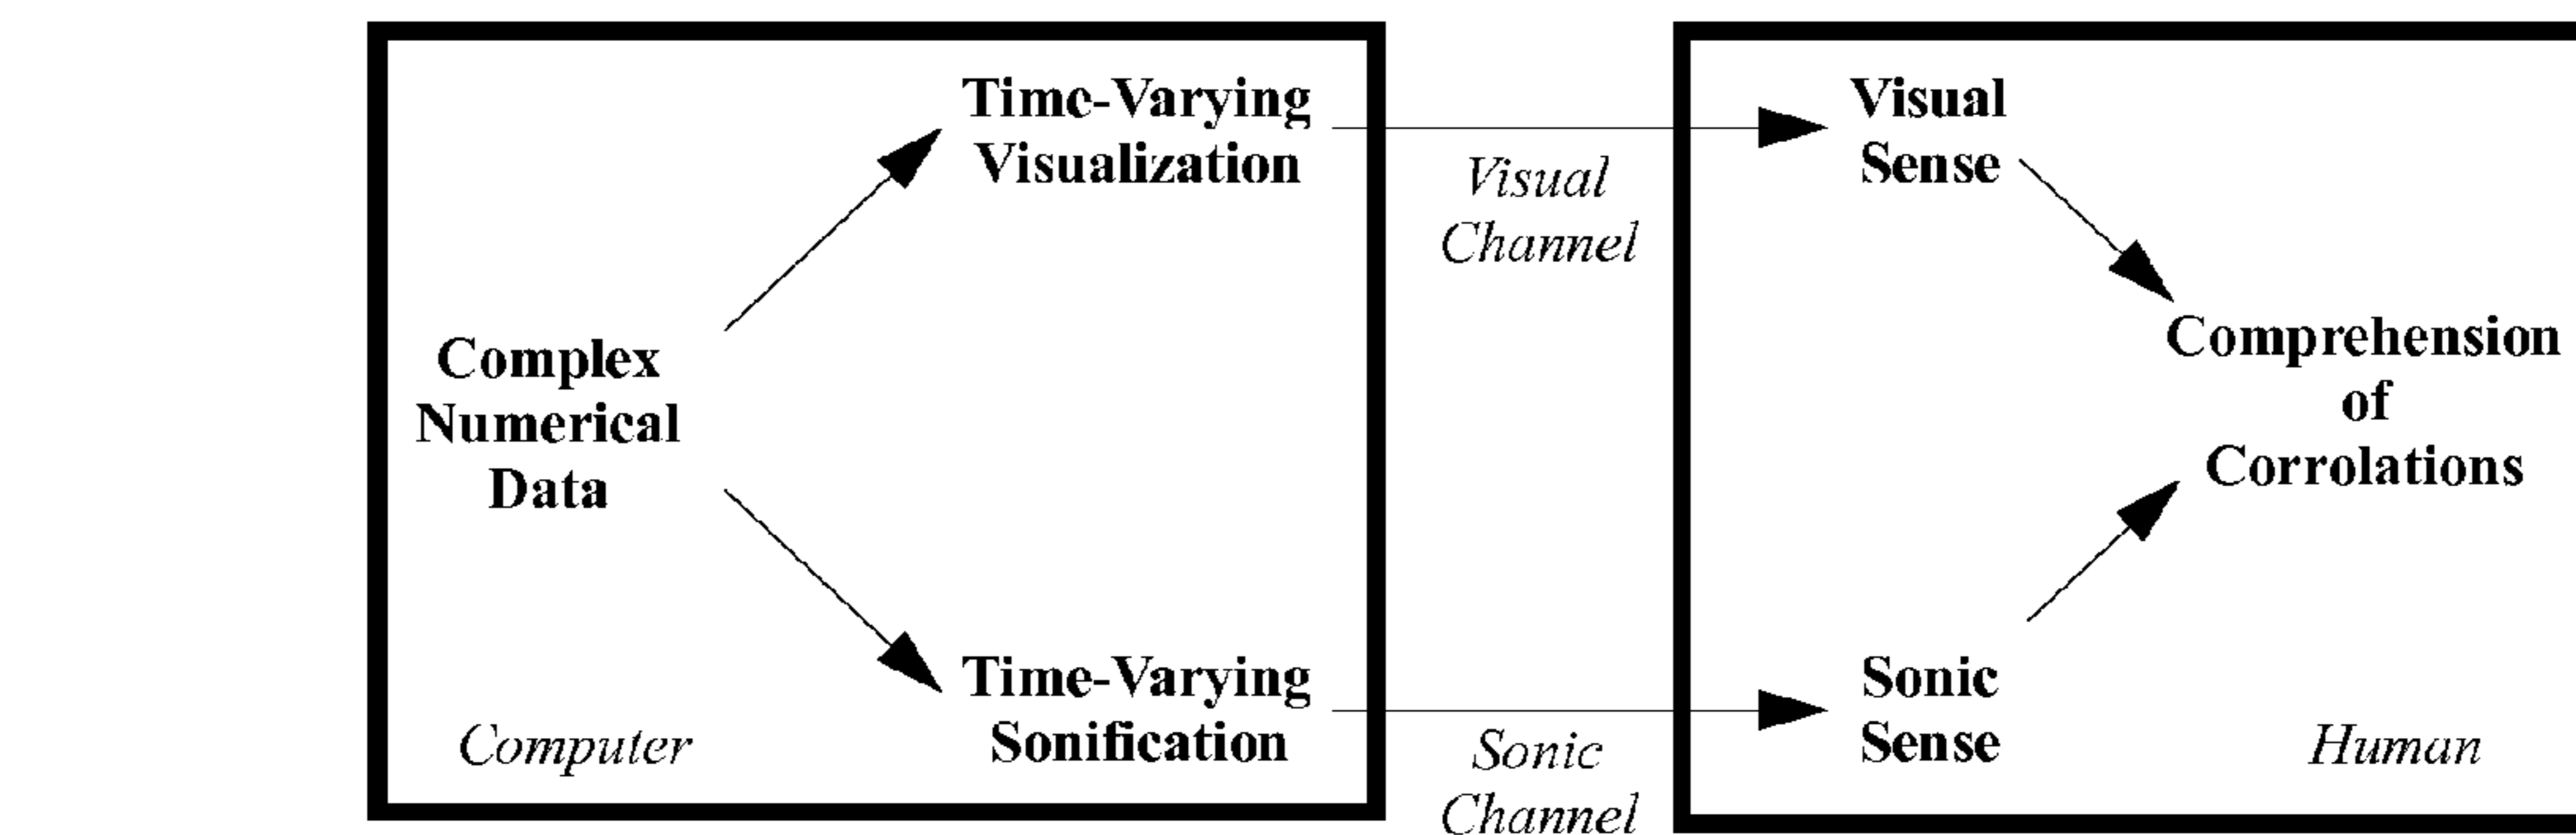 Time-Varying
Visualization
Visual
Channel
Visual
Sense
Complex
Numerical
Data
Comprehension
of
Corrolations
Time-Varying
Sonification
Computer
Sonic
Channel
Sonic
Sense
Human